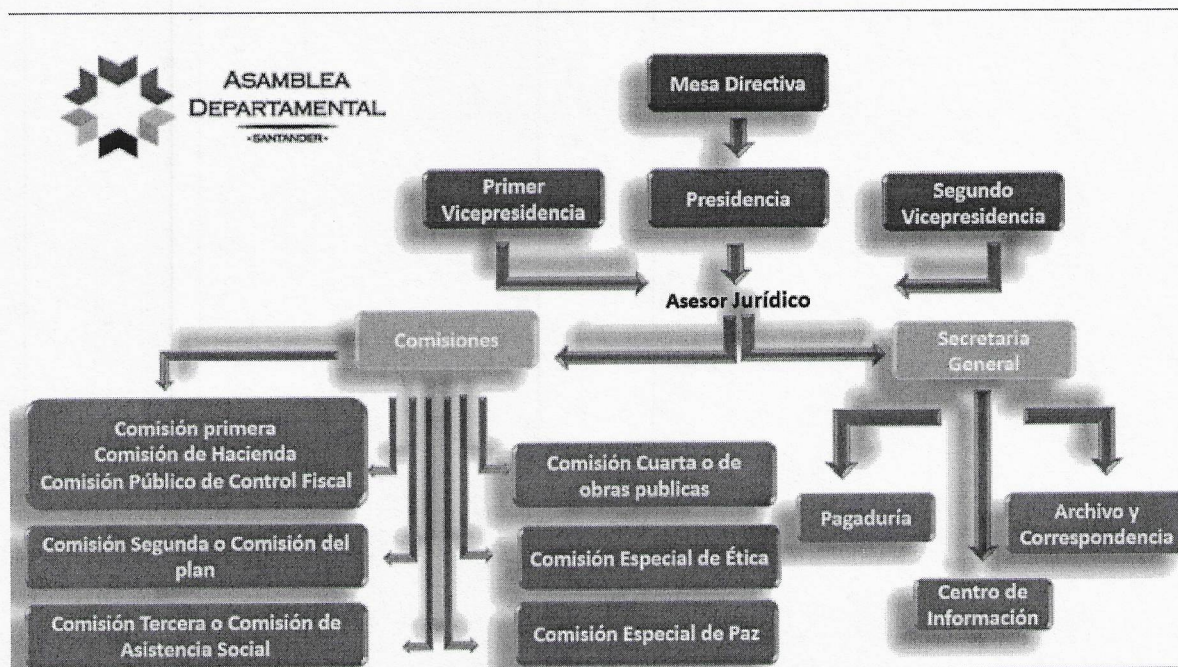 ASAMBLEA
DEPARTAMENTAL
-SANTANDER-
Mesa Directiva
Primer
Vicepresidencia
Presidencia
Segundo
Vicepresidencia
Asesor Jurídico
Comisiones
Secretaria
General
Comisión primera
Comisión de Hacienda
Comisión Público de Control Fiscal
Comisión Cuarta o de
obras publicas
Pagaduría
Archivo y
Correspondencia
Comisión Segunda o Comisión del
plan
Comisión Especial de Ética
Centro de
Información
Comisión Tercera o Comisión de
Asistencia Social
Comisión Especial de Paz